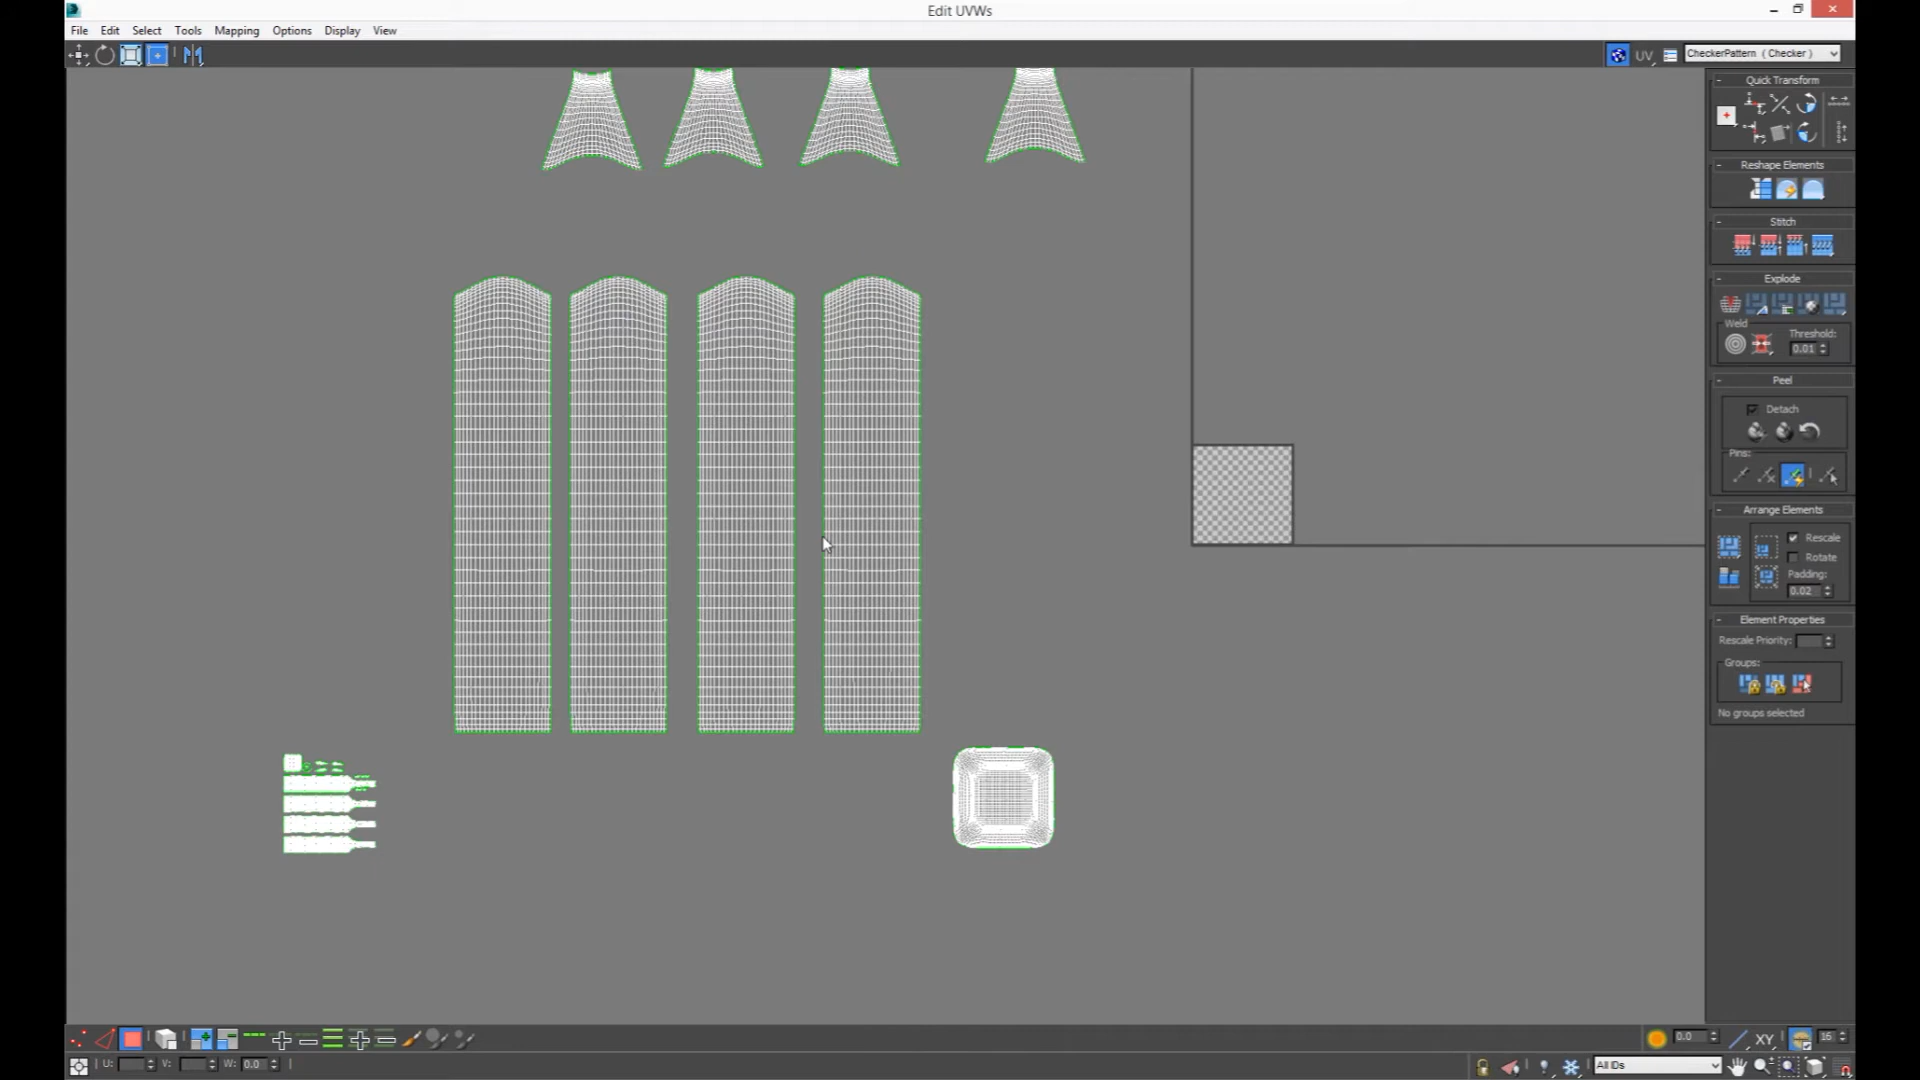 Edit UVWs
File Edit Select Tools Mapping Options Display View
UV CheckerPattern ( Checker )
Quick Transform
Reshape Elements
Stitch
Explode
Weld
Threshold:
0.01
Peel
Detach
Pins:
Arrange Elements
Rescale
Rotate
Padding:
0.02
Element Properties
Rescale Priority:
Groups:
No groups selected
0.0 XY 16
U: V: W: 0.0 All IDs